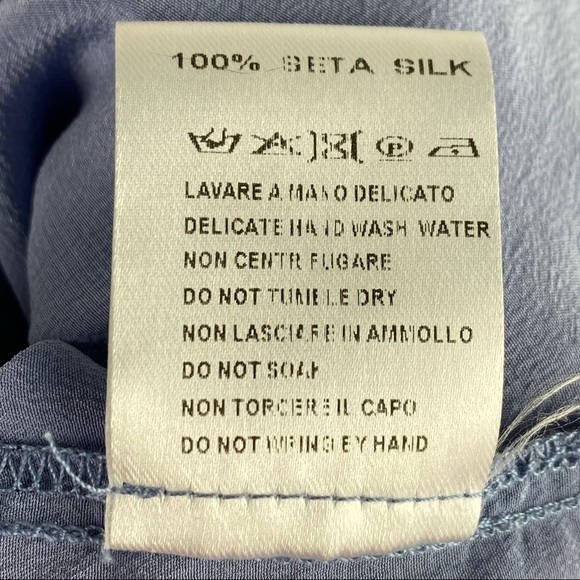 100% SETA SILK
LAVARE A MANO DELICATO
DELICATE HAND WASH WATER
NON CENTRIFUGARE
DO NOT TUMBLE DRY
NON LASCIARE IN AMMOLLO
DO NOT SOAK
NON TORCERE IL CAPO
DO NOT WRING BY HAND